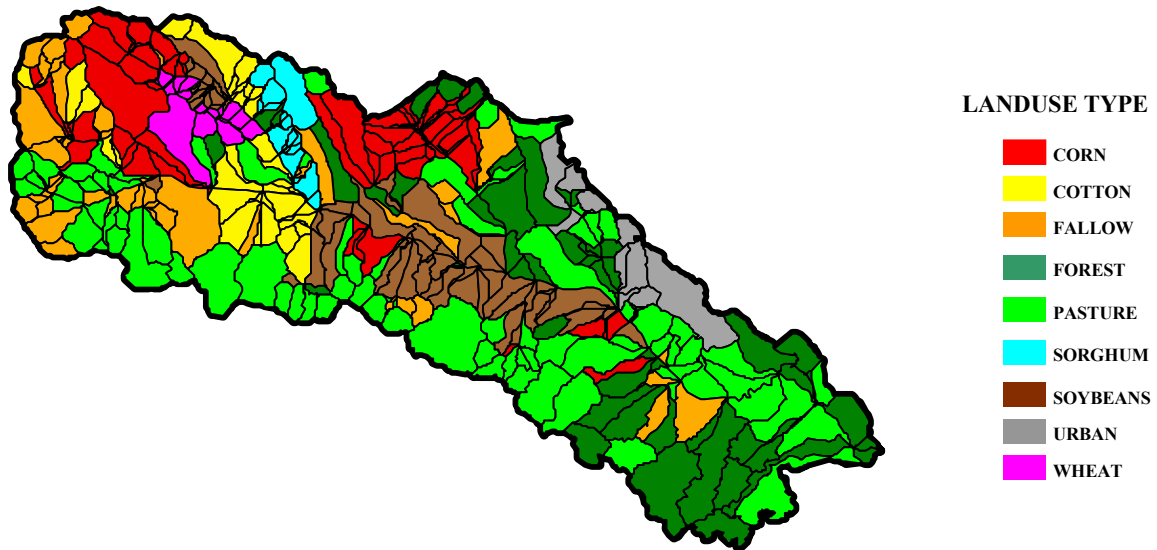 LANDUSE TYPE
CORN
COTTON
FALLOW
FOREST
PASTURE
SORGHUM
SOYBEANS
URBAN
WHEAT